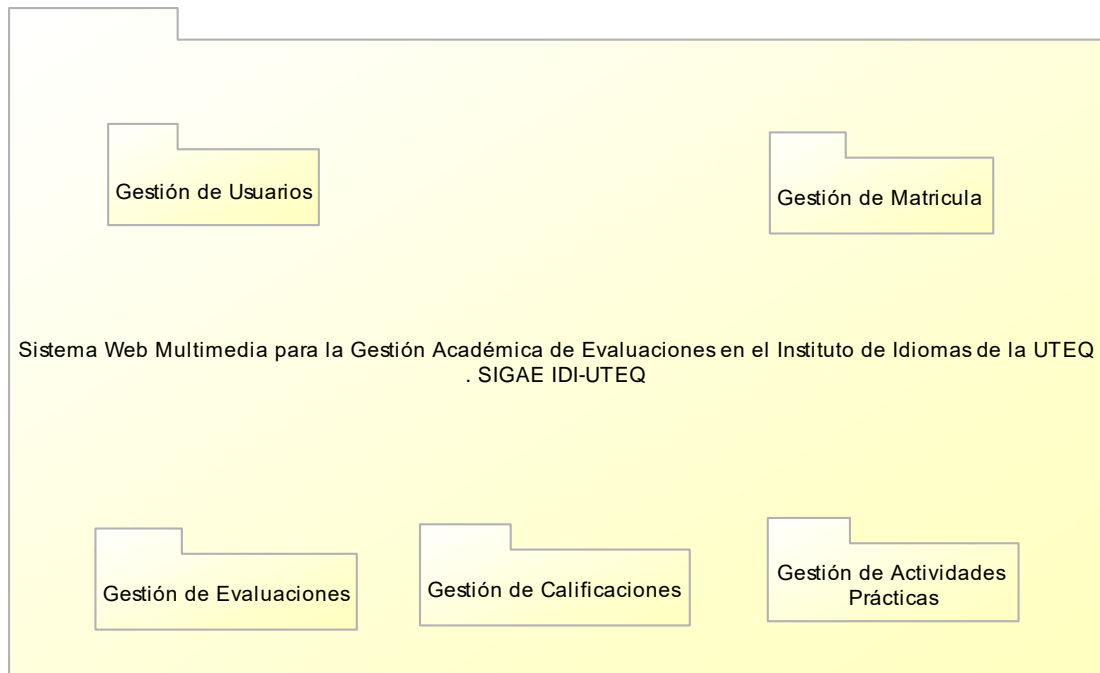 Gestión de Usuarios
Gestión de Matricula
Sistema Web Multimedia para la Gestión Académica de Evaluaciones en el Instituto de Idiomas de la UTEQ
. SIGAE IDI-UTEQ
Gestión de Evaluaciones
Gestión de Calificaciones
Gestión de Actividades
Prácticas